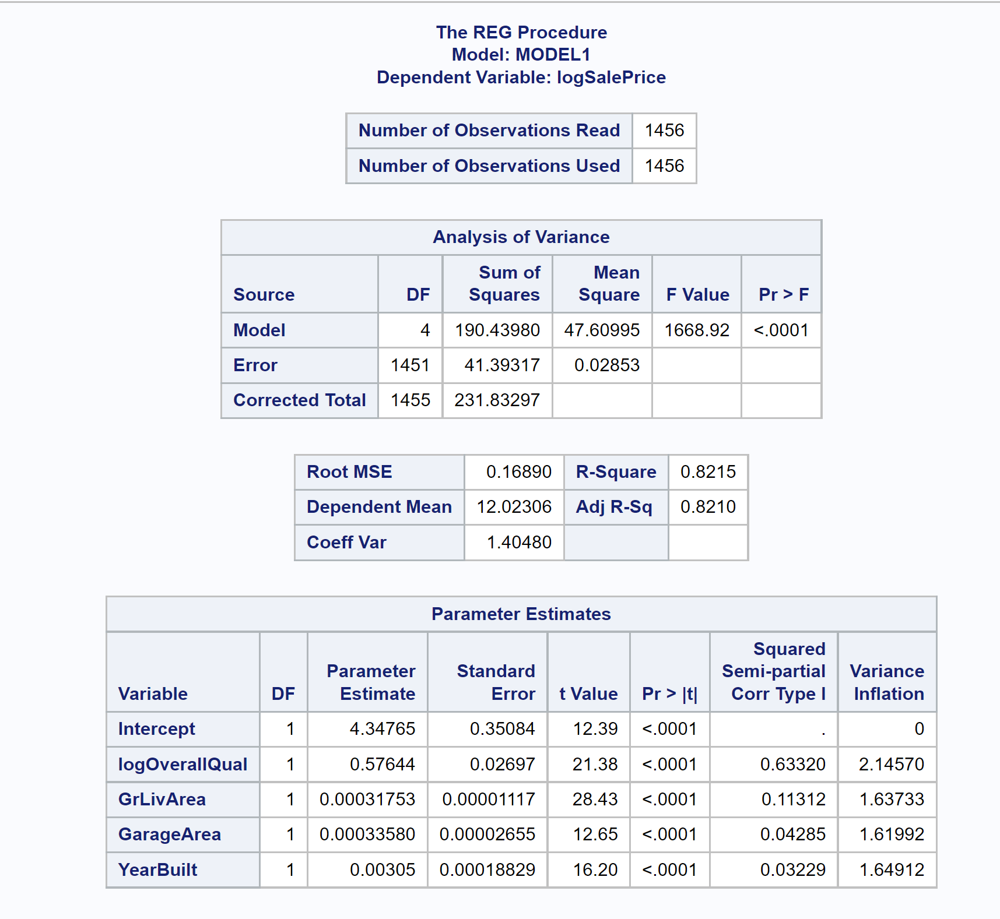 The REG Procedure
Model: MODEL1
Dependent Variable: logSalePrice
Number of Observations Read 1456
Number of Observations Used 1456
Analysis of Variance
Source DF Sum of Squares Mean Square F Value Pr > F
Model 4 190.43980 47.60995 1668.92 <.0001
Error 1451 41.39317 0.02853
Corrected Total 1455 231.83297
Root MSE 0.16890 R-Square 0.8215
Dependent Mean 12.02306 Adj R-Sq 0.8210
Coeff Var 1.40480
Parameter Estimates
Variable DF Parameter Estimate Standard Error t Value Pr > |t| Squared Semi-partial Corr Type I Variance Inflation
Intercept 1 4.34765 0.35084 12.39 <.0001 . 0
logOverallQual 1 0.57644 0.02697 21.38 <.0001 0.63320 2.14570
GrLivArea 1 0.00031753 0.00001117 28.43 <.0001 0.11312 1.63733
GarageArea 1 0.00033580 0.00002655 12.65 <.0001 0.04285 1.61992
YearBuilt 1 0.00305 0.00018829 16.20 <.0001 0.03229 1.64912